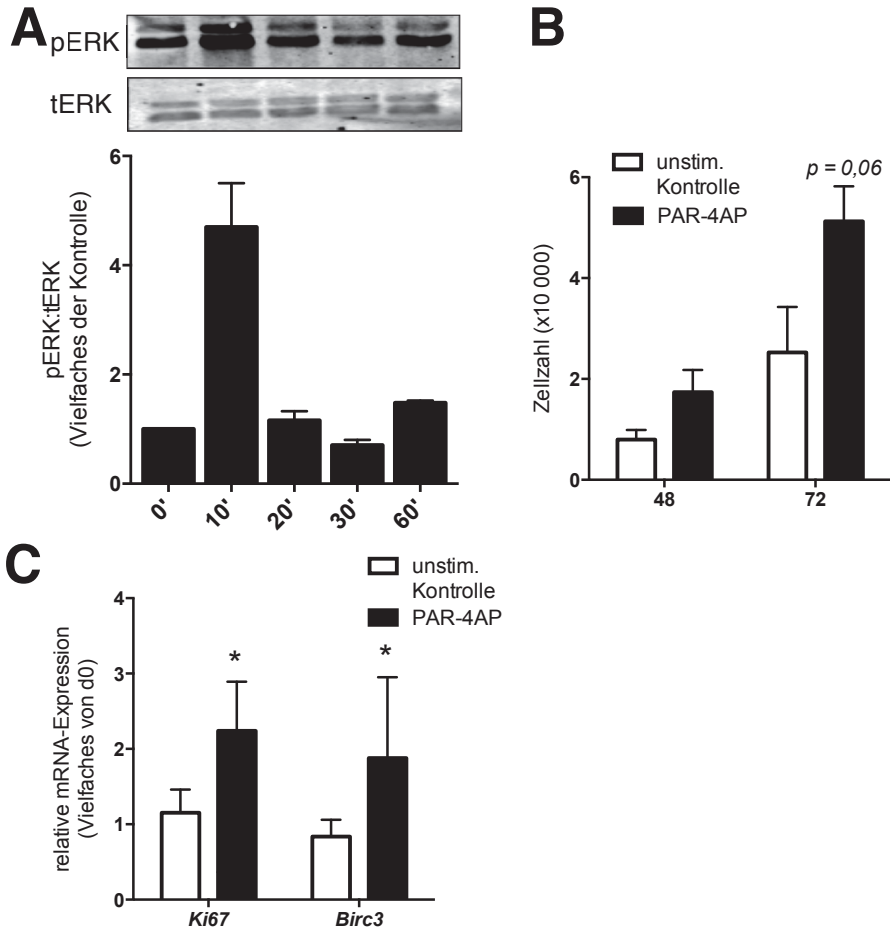 A
pERK
tERK
pERK:tERK
(Vielfaches der Kontrolle)
6
4
2
0
0'
10'
20'
30'
60'
B
unstim.
Kontrolle
PAR-4AP
p = 0,06
Zellzahl (x10 000)
6
4
2
0
48
72
C
unstim.
Kontrolle
PAR-4AP
relative mRNA-Expression
(Vielfaches von d0)
4
3
2
1
0
*
*
Ki67
Birc3